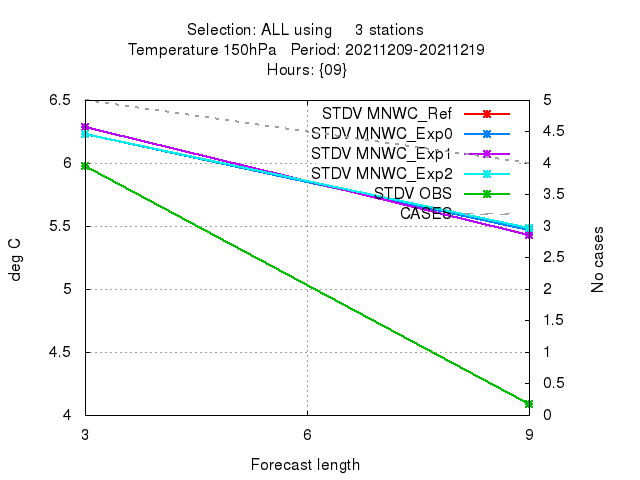 Selection: ALL using 3 stations
Temperature 150hPa Period: 20211209-20211219
Hours: {09}
6.5 5
STDV MNWC_Ref
4.5
STDV MNWC_Exp0
STDV MNWC_Exp1
6 4
STDV MNWC_Exp2
3.5
STDV OBS
CASES
5.5 3
deg C
No cases
2.5
5 2
1.5
4.5 1
0.5
4 0
3 6 9
Forecast length